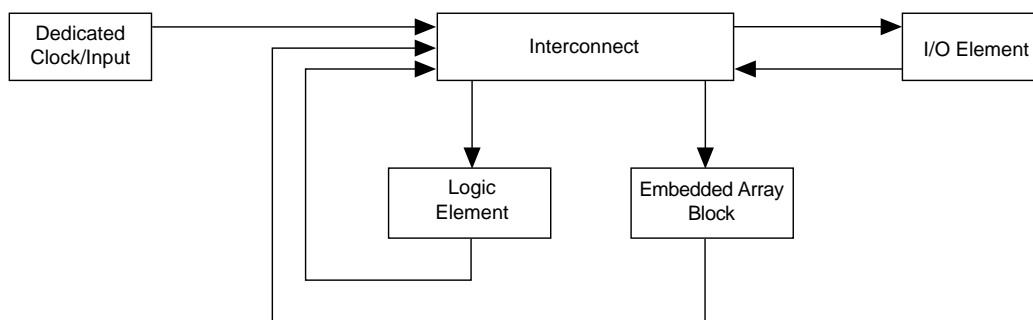 Dedicated
Clock/Input
Interconnect
I/O Element
Logic
Element
Embedded Array
Block